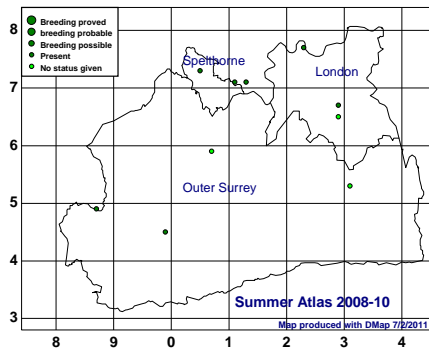 Breeding proved
breeding probable
Breeding possible
Present
No status given
8
7
6
5
4
3
Spelthorne
London
Outer Surrey
Summer Atlas 2008-10
Map produced with DMap 7/2/2011
8 9 0 1 2 3 4